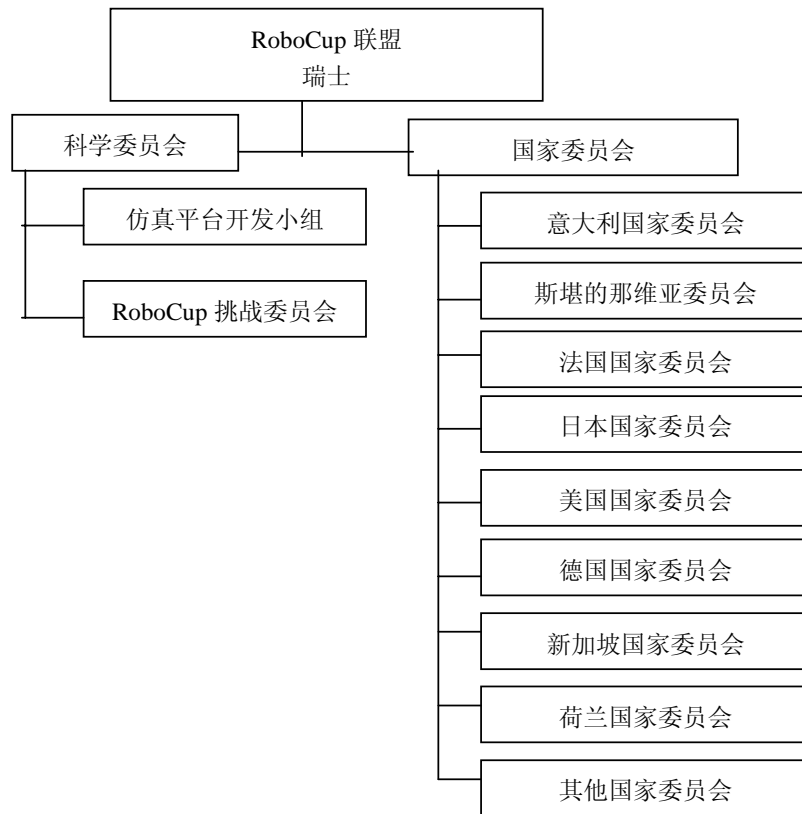 RoboCup 联盟
瑞士
科学委员会
国家委员会
仿真平台开发小组
RoboCup 挑战委员会
意大利国家委员会
斯堪的那维亚委员会
法国国家委员会
日本国家委员会
美国国家委员会
德国国家委员会
新加坡国家委员会
荷兰国家委员会
其他国家委员会